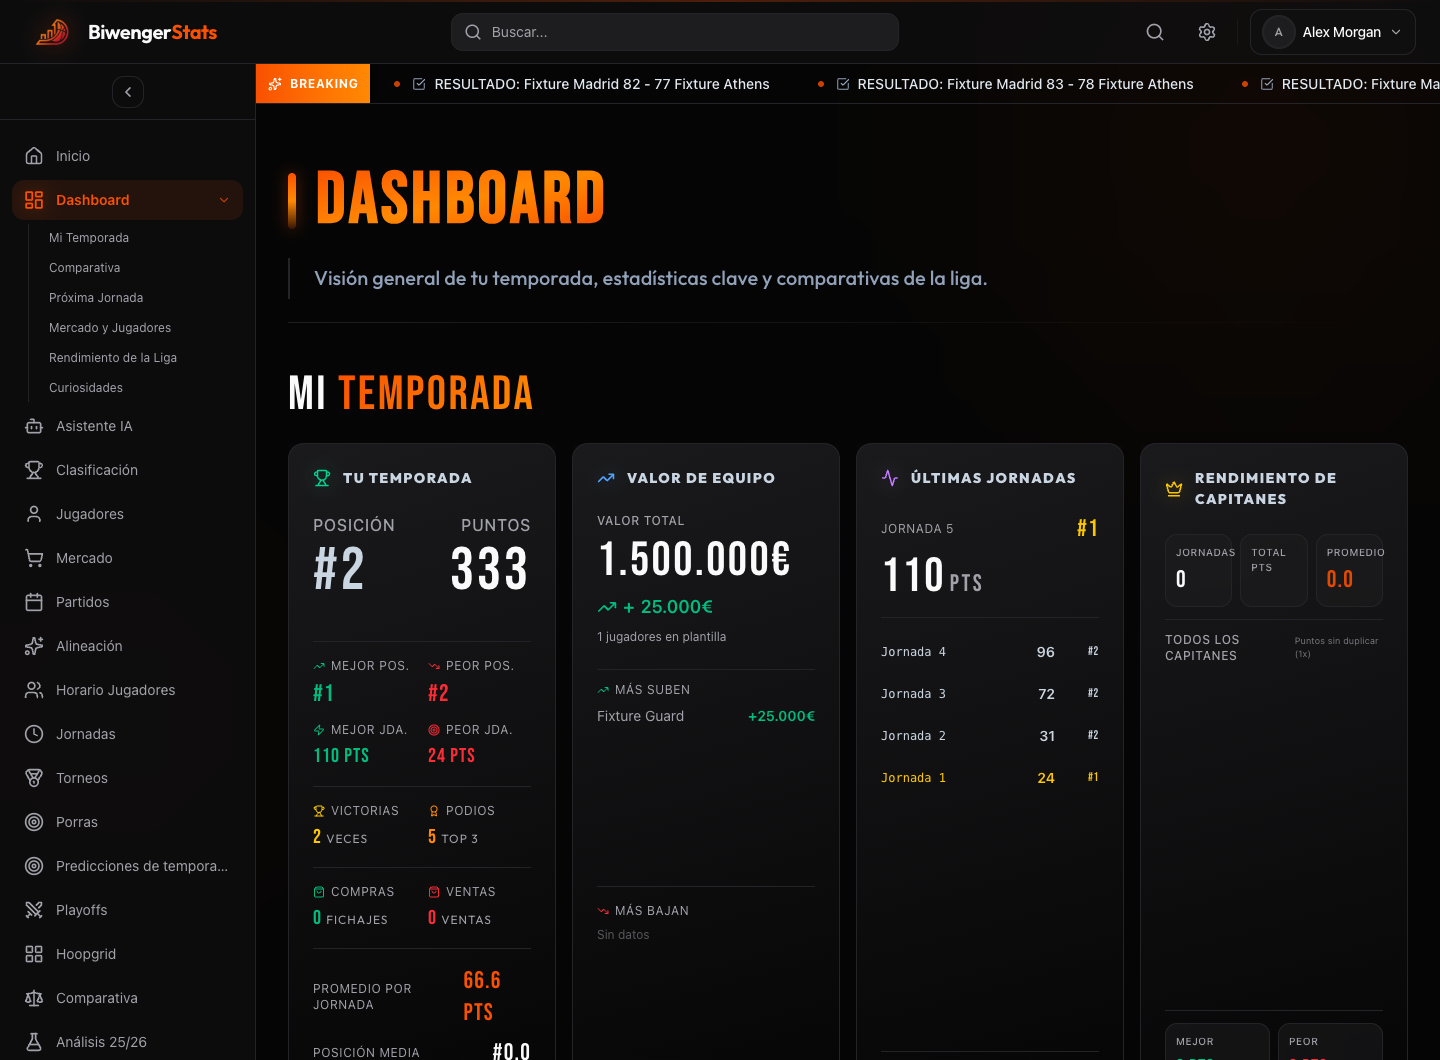 BiwengerStats
Buscar...
A
Alex Morgan
BREAKING
RESULTADO: Fixture Madrid 82 - 77 Fixture Athens
RESULTADO: Fixture Madrid 83 - 78 Fixture Athens
RESULTADO: Fixture Ma
Inicio
Dashboard
Mi Temporada
Comparativa
Próxima Jornada
Mercado y Jugadores
Rendimiento de la Liga
Curiosidades
Asistente IA
Clasificación
Jugadores
Mercado
Partidos
Alineación
Horario Jugadores
Jornadas
Torneos
Porras
Predicciones de tempora...
Playoffs
Hoopgrid
Comparativa
Análisis 25/26
DASHBOARD
Visión general de tu temporada, estadísticas clave y comparativas de la liga.
MI TEMPORADA
TU TEMPORADA
POSICIÓN PUNTOS
#2 333
MEJOR POS. PEOR POS.
#1 #2
MEJOR JDA. PEOR JDA.
110 PTS 24 PTS
VICTORIAS PODIOS
2 VECES 5 TOP 3
COMPRAS VENTAS
0 FICHAJES 0 VENTAS
PROMEDIO POR
JORNADA
66.6
PTS
POSICIÓN MEDIA #0.0
VALOR DE EQUIPO
VALOR TOTAL
1.500.000€
+ 25.000€
1 jugadores en plantilla
MÁS SUBEN
Fixture Guard +25.000€
MÁS BAJAN
Sin datos
ÚLTIMAS JORNADAS
JORNADA 5 #1
110 PTS
Jornada 4 96 #2
Jornada 3 72 #2
Jornada 2 31 #2
Jornada 1 24 #1
RENDIMIENTO DE
CAPITANES
JORNADAS
0
TOTAL
PTS
PROMEDIO
0.0
TODOS LOS
CAPITANES
Puntos sin duplicar
(1x)
MEJOR
PEOR